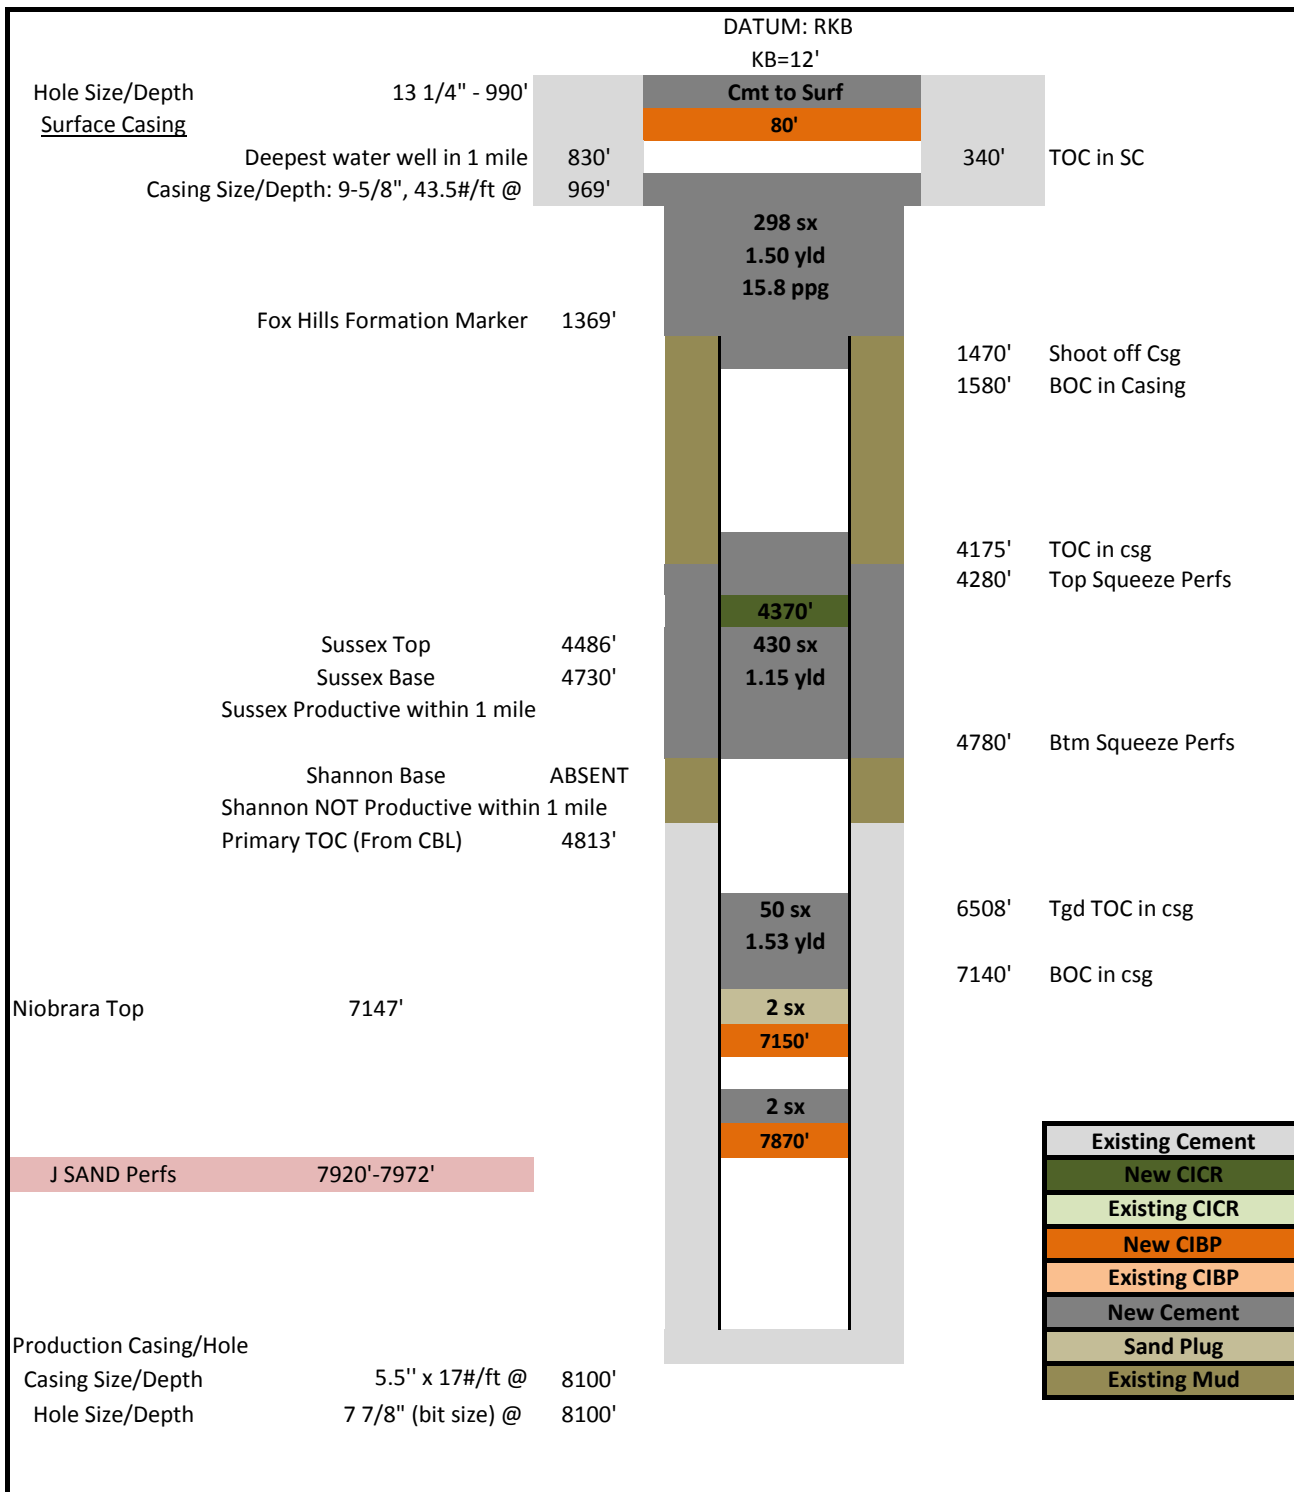 DATUM: RKB
KB=12'
Hole Size/Depth 13 1/4" - 990' Cmt to Surf
Surface Casing 80'
Deepest water well in 1 mile 830' 340' TOC in SC
Casing Size/Depth: 9-5/8", 43.5#/ft @ 969'
298 sx
1.50 yld
15.8 ppg
Fox Hills Formation Marker 1369'
1470' Shoot off Csg
1580' BOC in Casing
4175' TOC in csg
4280' Top Squeeze Perfs
4370'
Sussex Top 4486' 430 sx
Sussex Base 4730' 1.15 yld
Sussex Productive within 1 mile
4780' Btm Squeeze Perfs
Shannon Base ABSENT
Shannon NOT Productive within 1 mile
Primary TOC (From CBL) 4813'
50 sx 6508' Tgd TOC in csg
1.53 yld
7140' BOC in csg
Niobrara Top 7147' 2 sx
7150'
2 sx
7870' Existing Cement
J SAND Perfs 7920'-7972' New CICR
Existing CICR
New CIBP
Existing CIBP
New Cement
Production Casing/Hole Sand Plug
Casing Size/Depth 5.5'' x 17#/ft @ 8100' Existing Mud
Hole Size/Depth 7 7/8" (bit size) @ 8100'